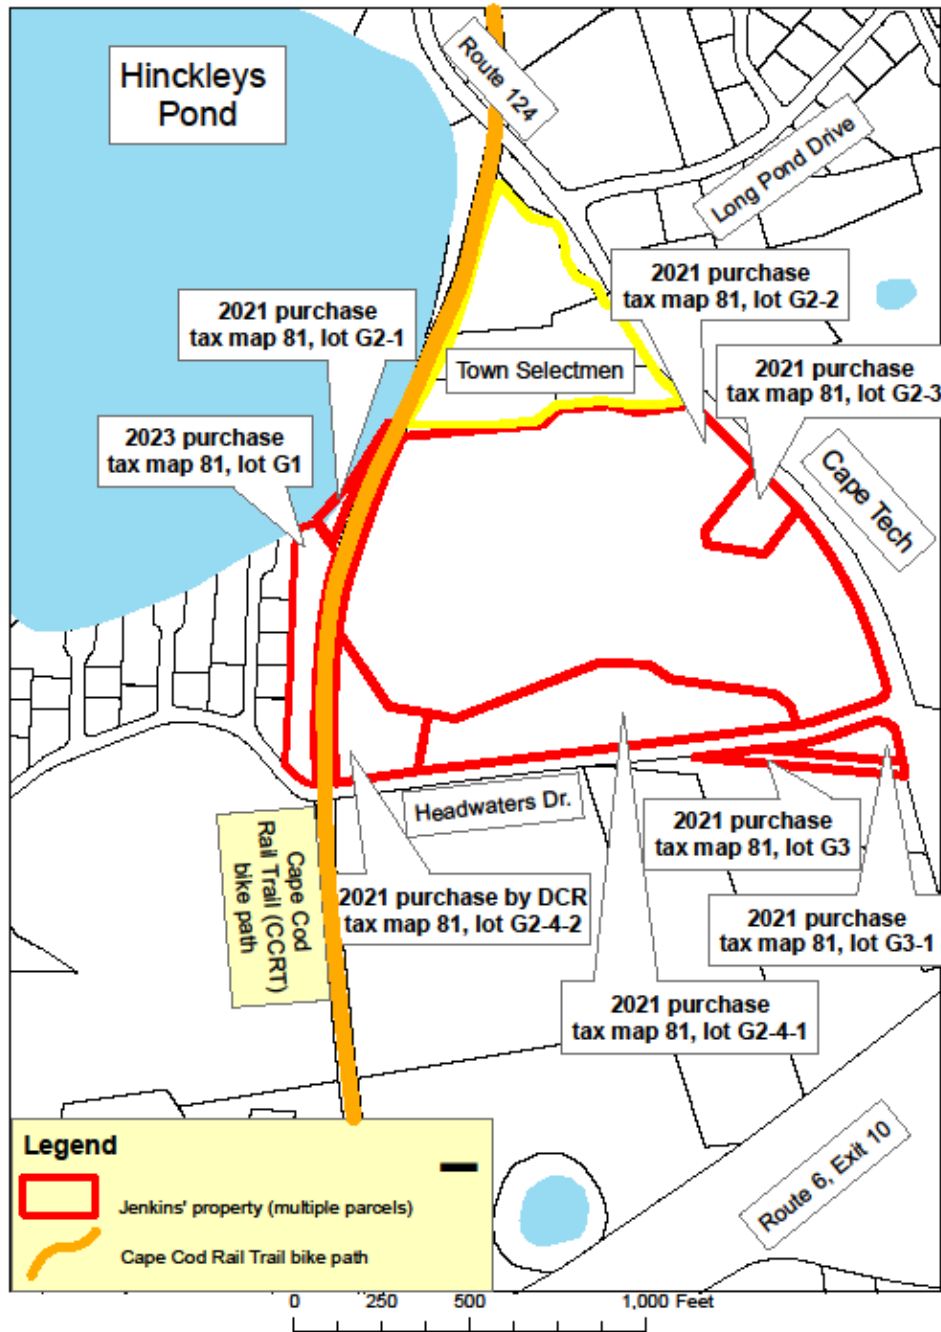 Hinckleys
Pond
Route 124
Long Pond Drive
2021 purchase
tax map 81, lot G2-2
2021 purchase
tax map 81, lot G2-1
Town Selectmen
2021 purchase
tax map 81, lot G2-3
2023 purchase
tax map 81, lot G1
Cape Tech
Headwaters Dr.
2021 purchase
tax map 81, lot G3
Cape Cod
Rail Trail (CCRT)
bike path
2021 purchase by DCR
tax map 81, lot G2-4-2
2021 purchase
tax map 81, lot G3-1
2021 purchase
tax map 81, lot G2-4-1
Route 6, Exit 10
Legend
Jenkins' property (multiple parcels)
Cape Cod Rail Trail bike path
0 250 500 1,000 Feet